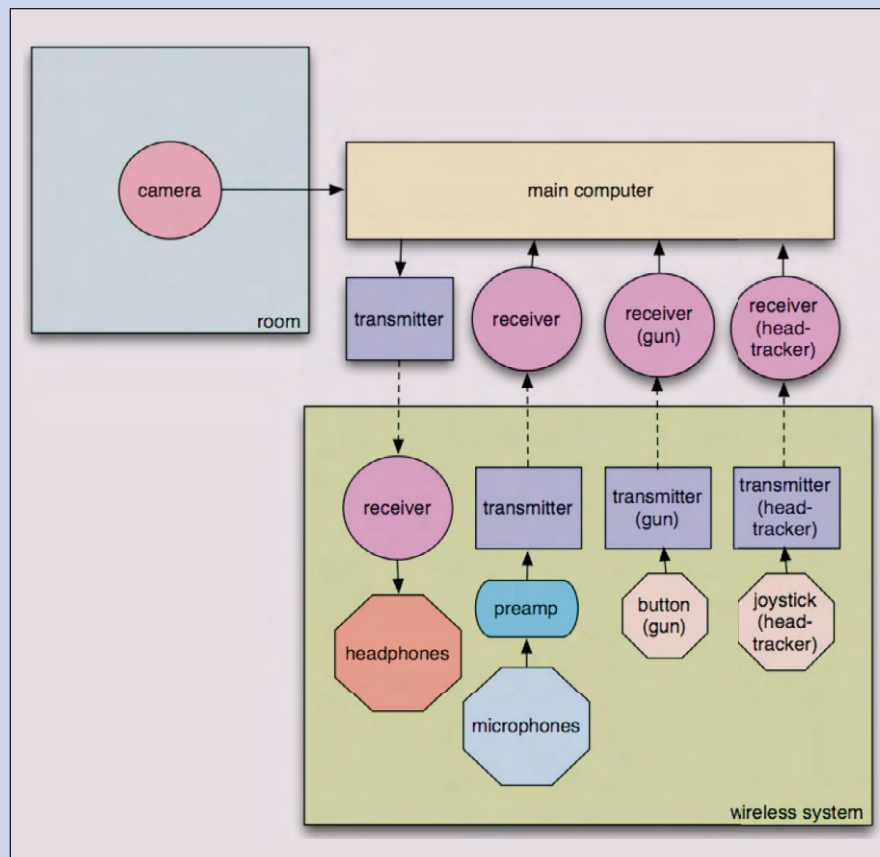 camera
room
main computer
transmitter
receiver
receiver
(gun)
receiver
(head-
tracker)
receiver
transmitter
transmitter
(gun)
transmitter
(head-
tracker)
headphones
preamp
microphones
button
(gun)
joystick
(head-
tracker)
wireless system